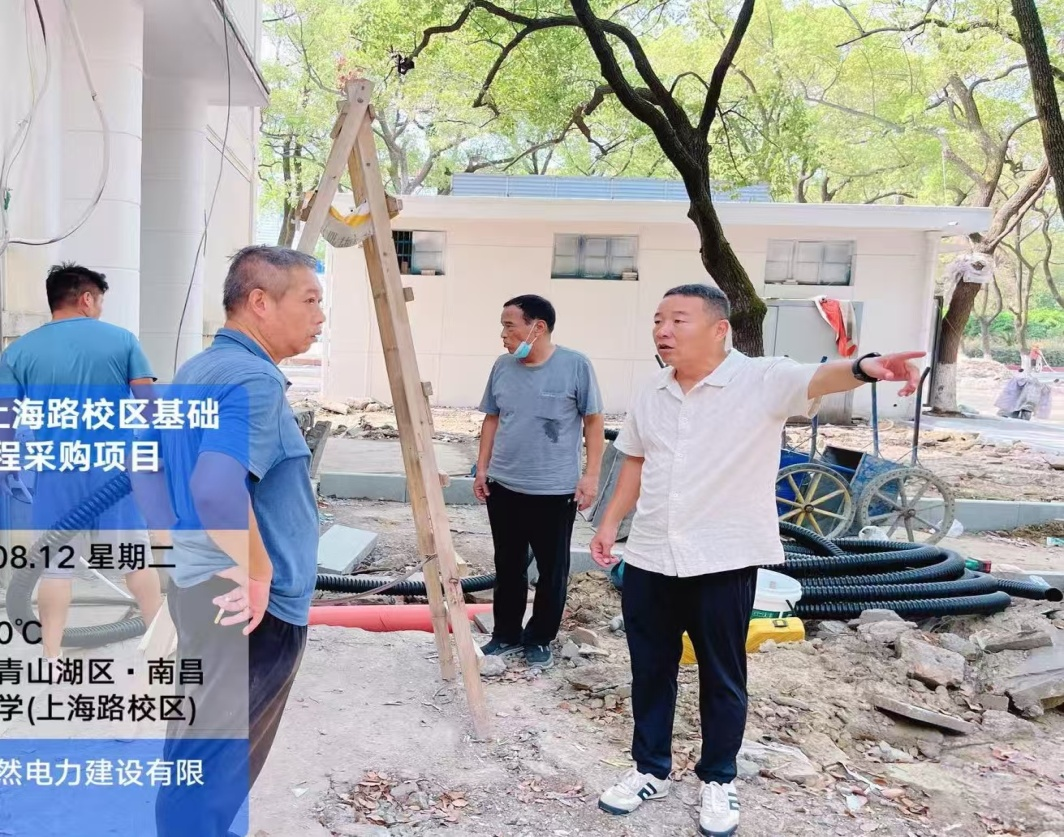 上海路校区基础
程采购项目
08.12 星期二
0℃
青山湖区·南昌
学(上海路校区)
然电力建设有限